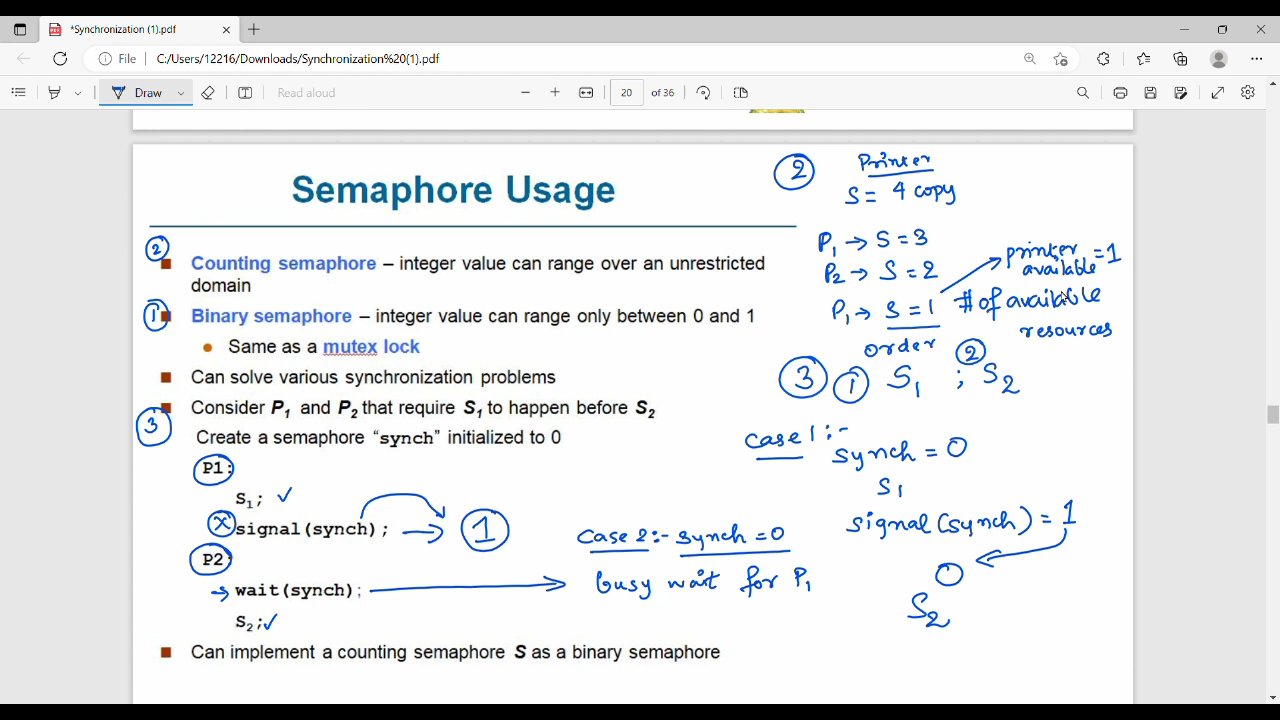 *Synchronization (1).pdf
File
C:/Users/12216/Downloads/Synchronization%20(1).pdf
Draw
Read aloud
20 of 36
Semaphore Usage
② Counting semaphore – integer value can range over an unrestricted
domain
① Binary semaphore – integer value can range only between 0 and 1
Same as a mutex lock
Can solve various synchronization problems
Consider P1 and P2 that require S1 to happen before S2
③ Create a semaphore “synch” initialized to 0
P1:
S1; ✓
X signal(synch); → 1
P2:
→ wait(synch);
S2; ✓
Can implement a counting semaphore S as a binary semaphore
② Printer
S = 4 copy
P1 → S = 3
P2 → S = 2
P1 → S = 1
printer available = 1
# of available
resources
order
③ ① S1 ; ② S2
Case 1:-
synch = 0
S1
signal(synch) = 1
0
S2
Case 2:- synch = 0
busy wait for P1